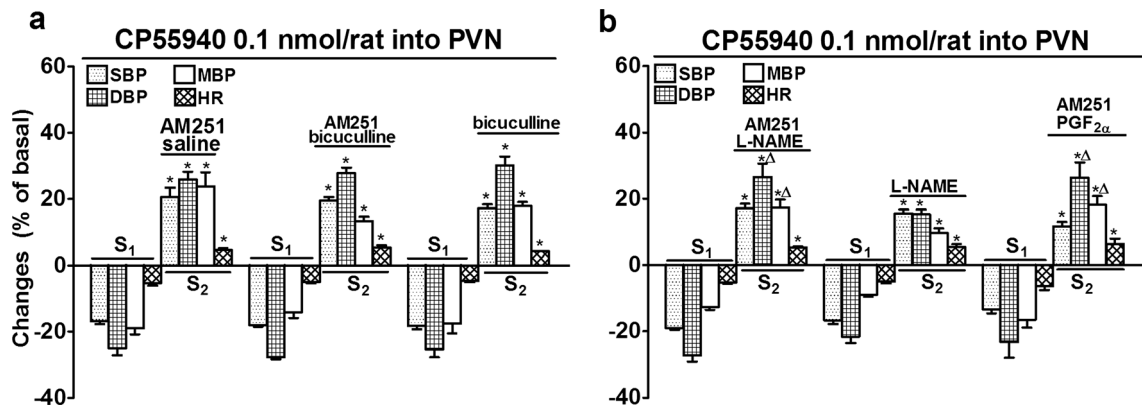 a
CP55940 0.1 nmol/rat into PVN
SBP MBP
DBP HR
Changes (% of basal)
60
40
20
0
-20
-40
AM251
saline
* * * *
S1
S2
AM251
bicuculline
* * * *
S1
S2
bicuculline
* * * *
S1
S2
b
CP55940 0.1 nmol/rat into PVN
SBP MBP
DBP HR
60
40
20
0
-20
-40
AM251
L-NAME
* *Δ *Δ *
S1
S2
L-NAME
* * * *
S1
S2
AM251
PGF2α
* *Δ *Δ *
S1
S2